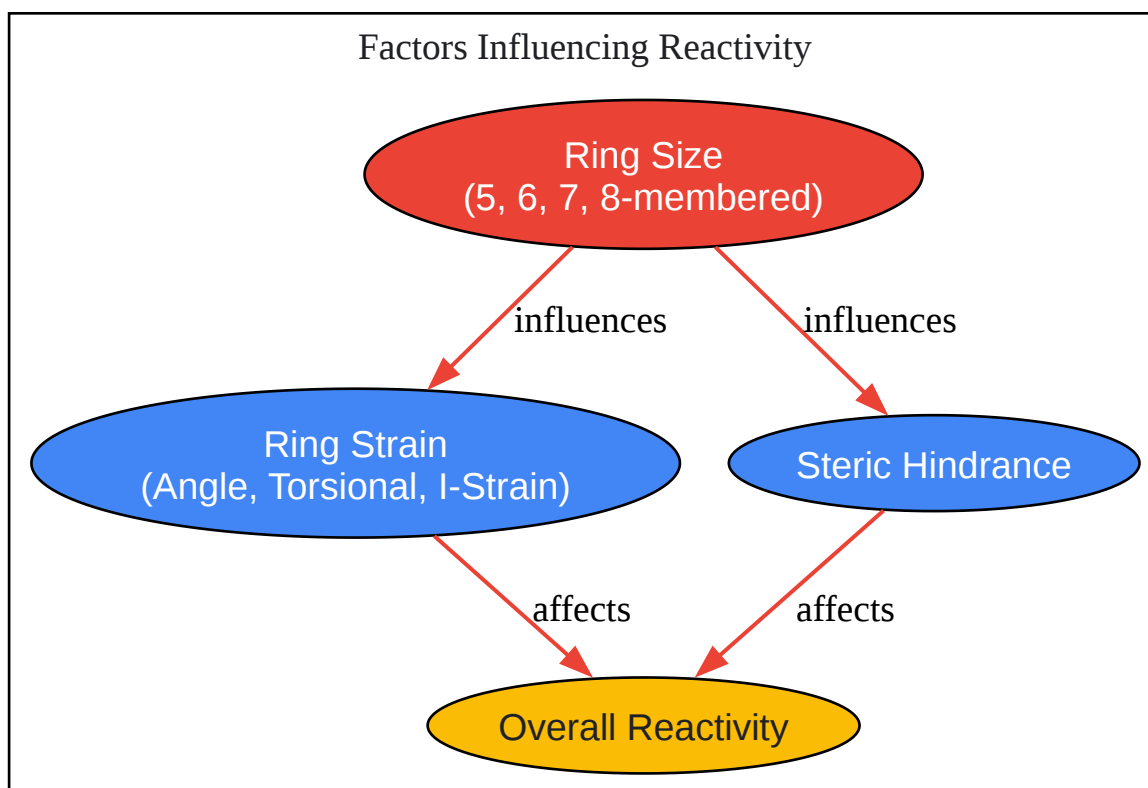 Factors Influencing Reactivity
Ring Size
(5, 6, 7, 8-membered)
influences
influences
Ring Strain
(Angle, Torsional, I-Strain)
Steric Hindrance
affects
affects
Overall Reactivity